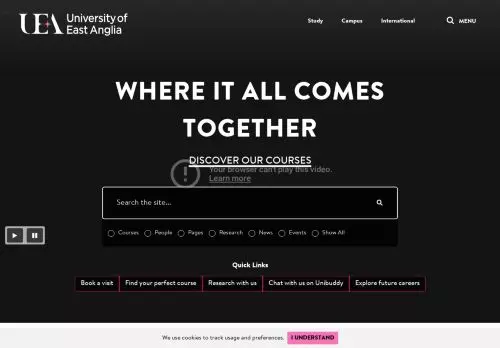 UEA University of
East Anglia
Study Campus International MENU
WHERE IT ALL COMES
TOGETHER
DISCOVER OUR COURSES
Your browser can't play this video.
Learn more
Search the site...
Courses People Pages Research News Events Show All
Quick Links
Book a visit Find your perfect course Research with us Chat with us on Unibuddy Explore future careers
We use cookies to track usage and preferences. I UNDERSTAND